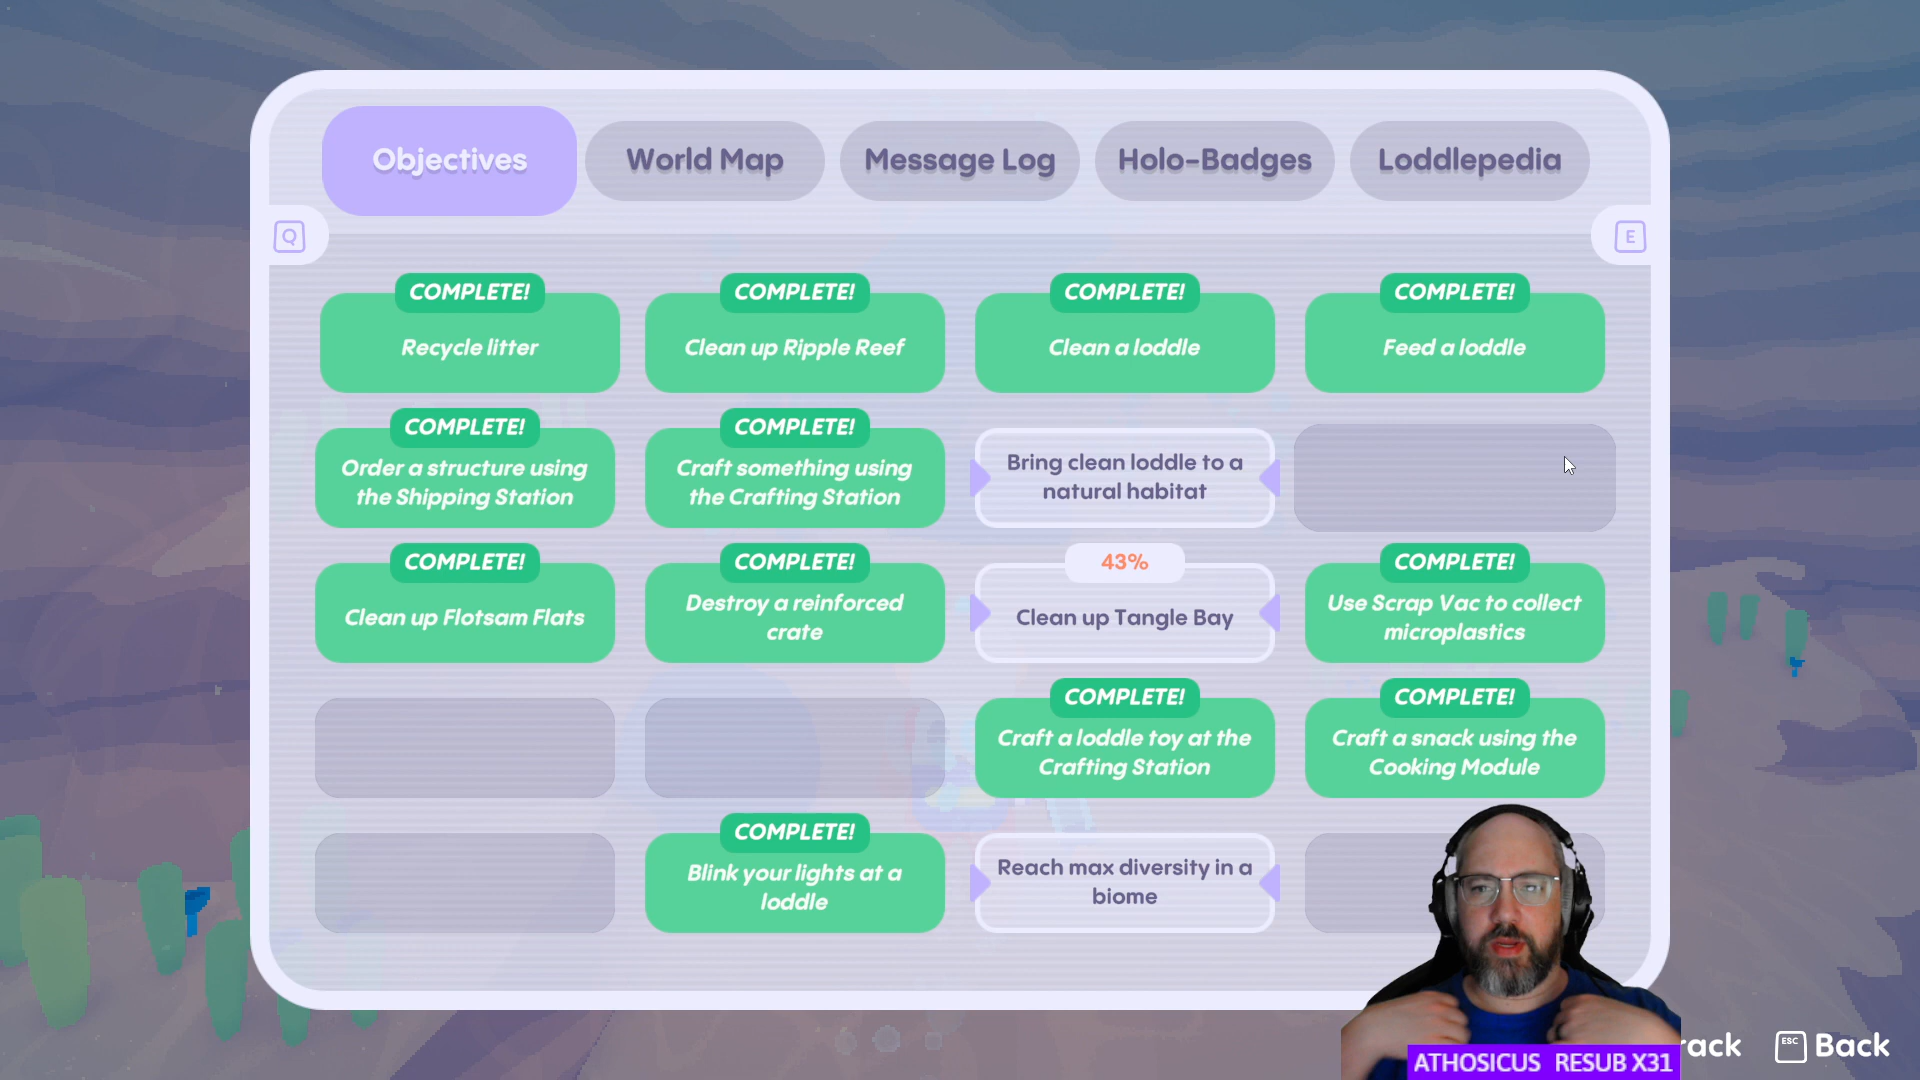 Objectives
World Map
Message Log
Holo-Badges
Loddlepedia
Q
E
COMPLETE!
Recycle litter
COMPLETE!
Clean up Ripple Reef
COMPLETE!
Clean a loddle
COMPLETE!
Feed a loddle
COMPLETE!
Order a structure using
the Shipping Station
COMPLETE!
Craft something using
the Crafting Station
Bring clean loddle to a
natural habitat
COMPLETE!
Clean up Flotsam Flats
COMPLETE!
Destroy a reinforced
crate
43%
Clean up Tangle Bay
COMPLETE!
Use Scrap Vac to collect
microplastics
COMPLETE!
Craft a loddle toy at the
Crafting Station
COMPLETE!
Craft a snack using the
Cooking Module
COMPLETE!
Blink your lights at a
loddle
Reach max diversity in a
biome
rack
ESC Back
ATHOSICUS RESUB X31